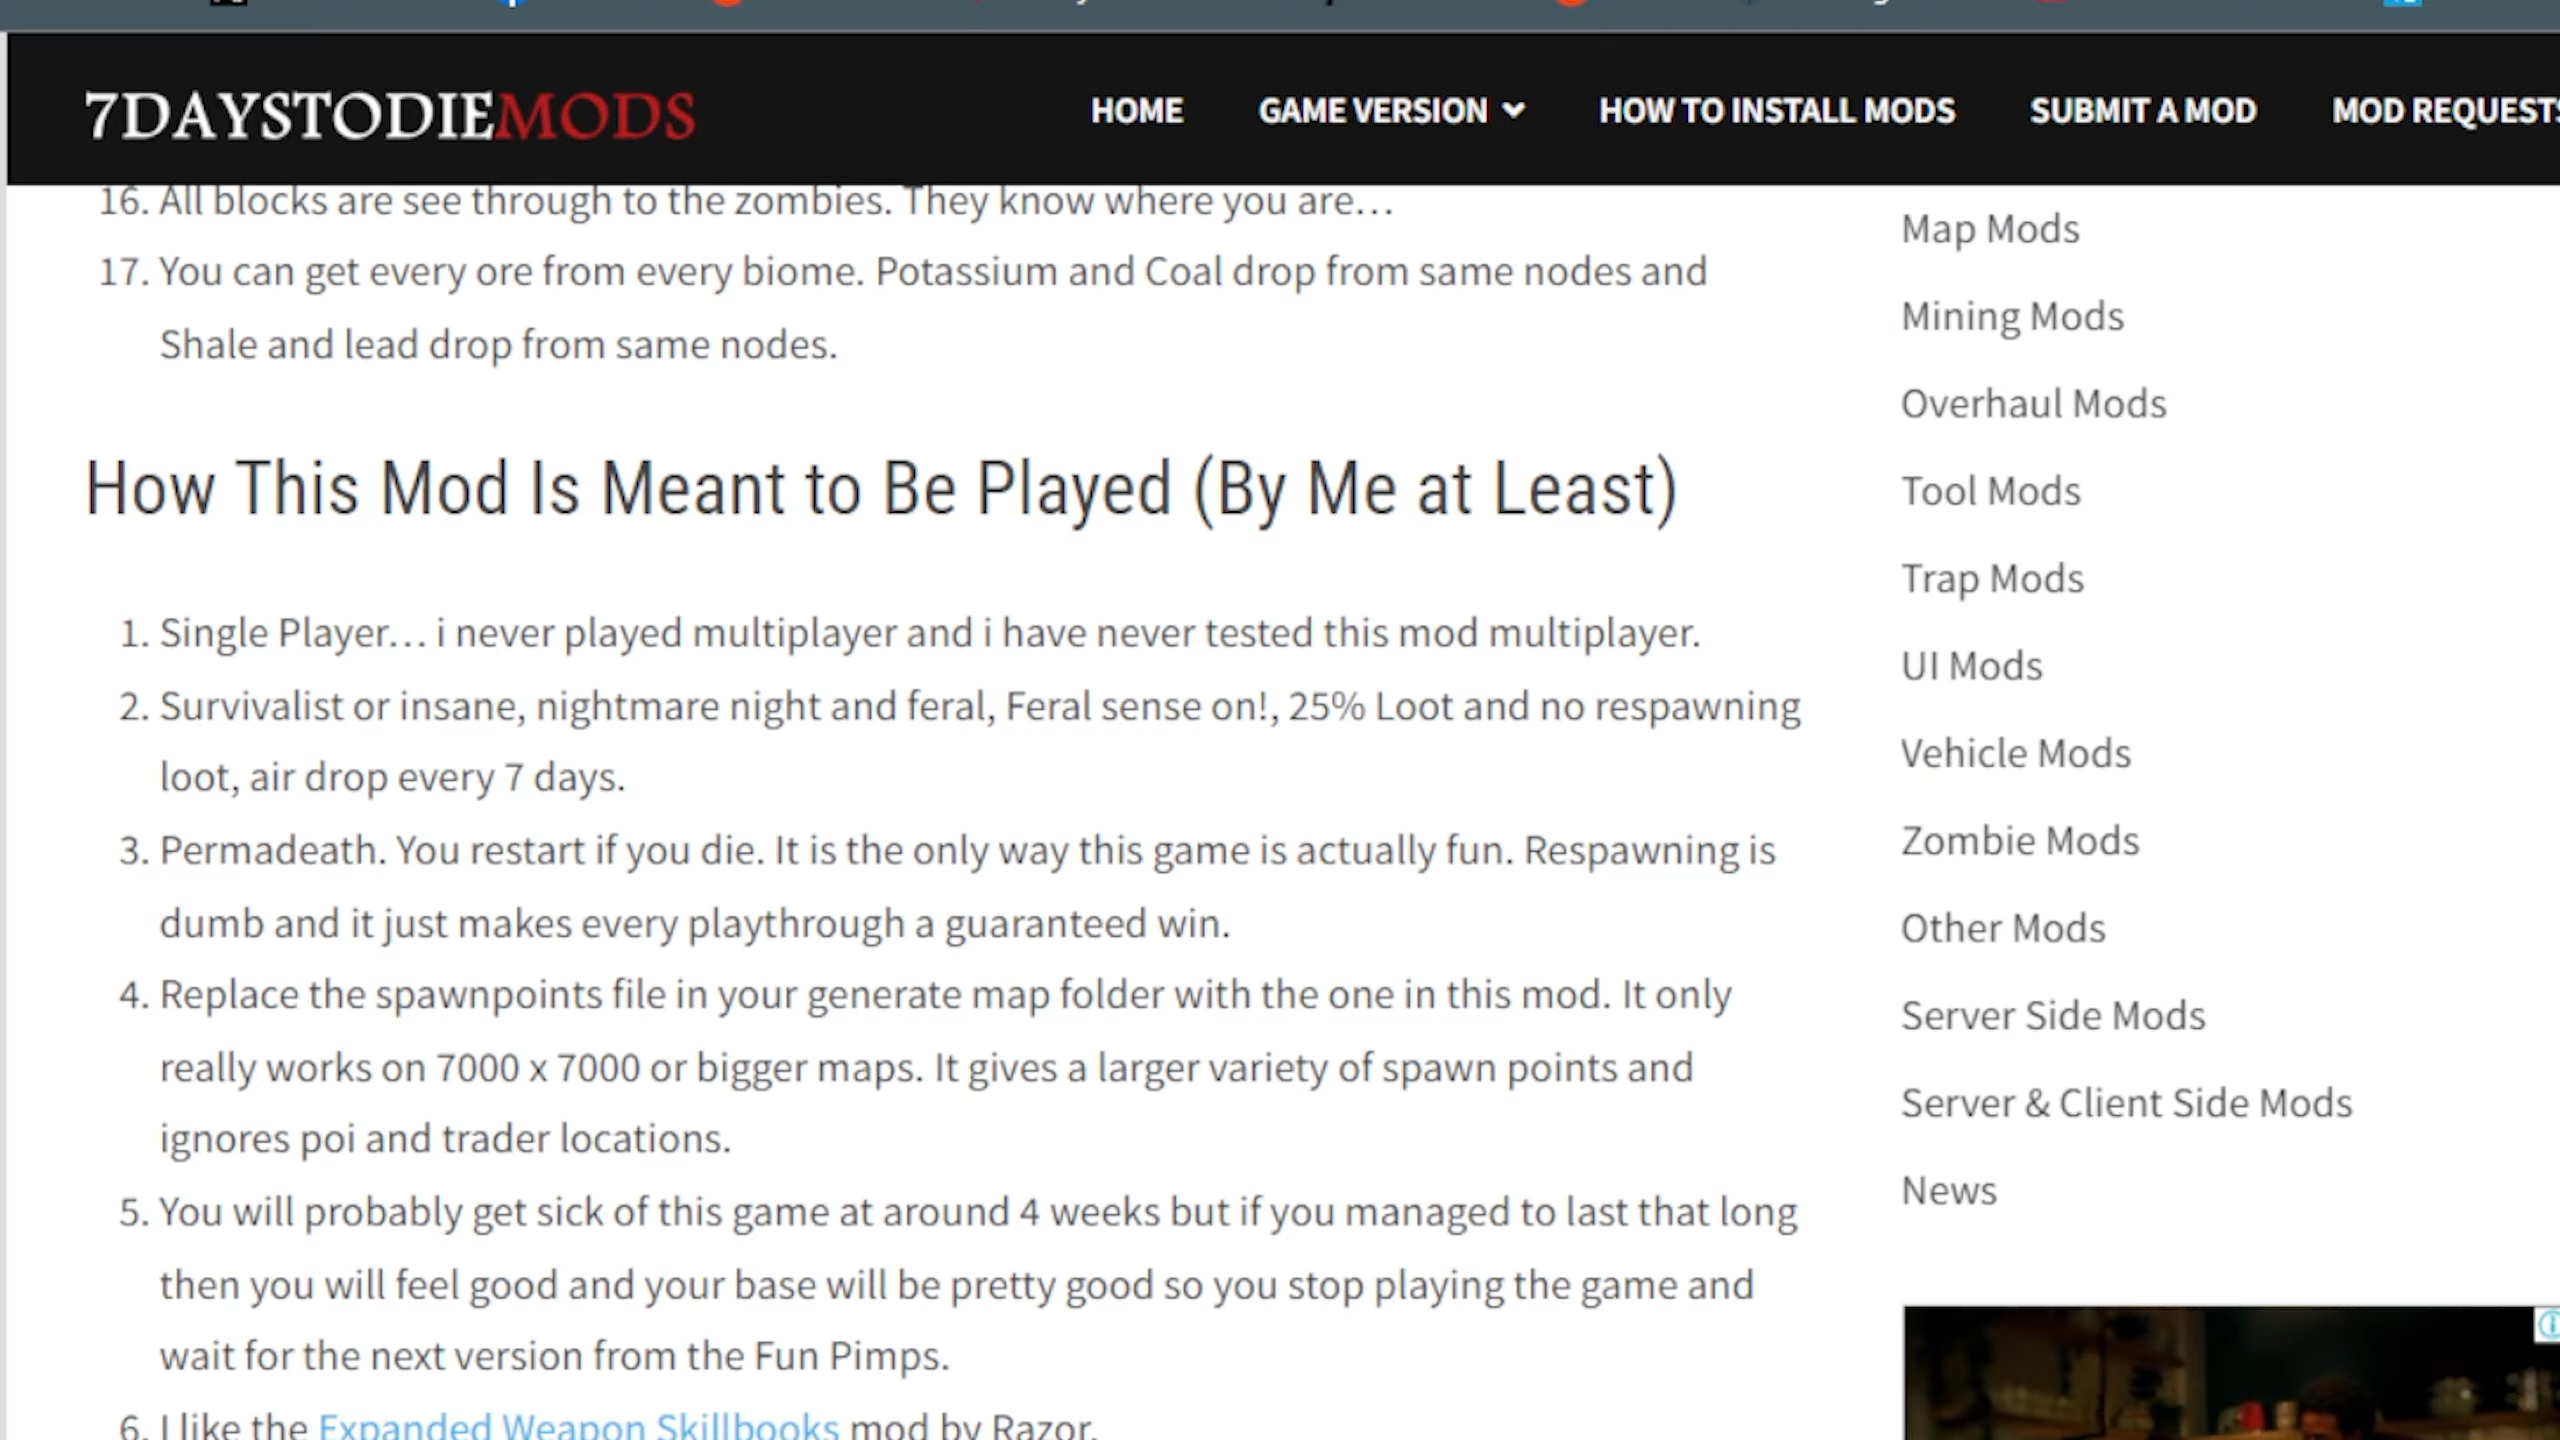 7DAYSTODIEMODS
HOME GAME VERSION HOW TO INSTALL MODS SUBMIT A MOD MOD REQUESTS
16. All blocks are see through to the zombies. They know where you are…
17. You can get every ore from every biome. Potassium and Coal drop from same nodes and
Shale and lead drop from same nodes.
How This Mod Is Meant to Be Played (By Me at Least)
1. Single Player… i never played multiplayer and i have never tested this mod multiplayer.
2. Survivalist or insane, nightmare night and feral, Feral sense on!, 25% Loot and no respawning
loot, air drop every 7 days.
3. Permadeath. You restart if you die. It is the only way this game is actually fun. Respawning is
dumb and it just makes every playthrough a guaranteed win.
4. Replace the spawnpoints file in your generate map folder with the one in this mod. It only
really works on 7000 x 7000 or bigger maps. It gives a larger variety of spawn points and
ignores poi and trader locations.
5. You will probably get sick of this game at around 4 weeks but if you managed to last that long
then you will feel good and your base will be pretty good so you stop playing the game and
wait for the next version from the Fun Pimps.
6. I like the Expanded Weapon Skillbooks mod by Razor.
Map Mods
Mining Mods
Overhaul Mods
Tool Mods
Trap Mods
UI Mods
Vehicle Mods
Zombie Mods
Other Mods
Server Side Mods
Server & Client Side Mods
News